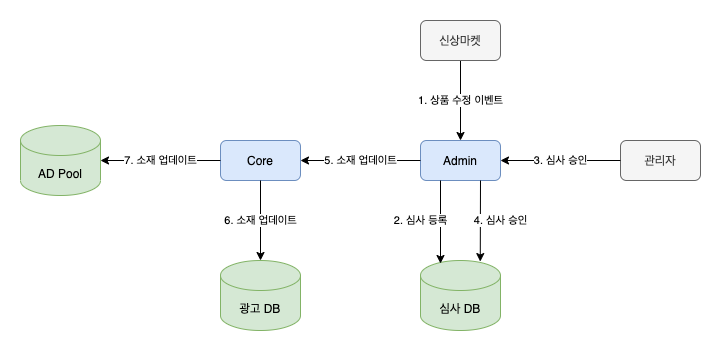 신상마켓
1. 상품 수정 이벤트
AD Pool
7. 소재 업데이트
Core
5. 소재 업데이트
Admin
3. 심사 승인
관리자
6. 소재 업데이트
2. 심사 등록
4. 심사 승인
광고 DB
심사 DB